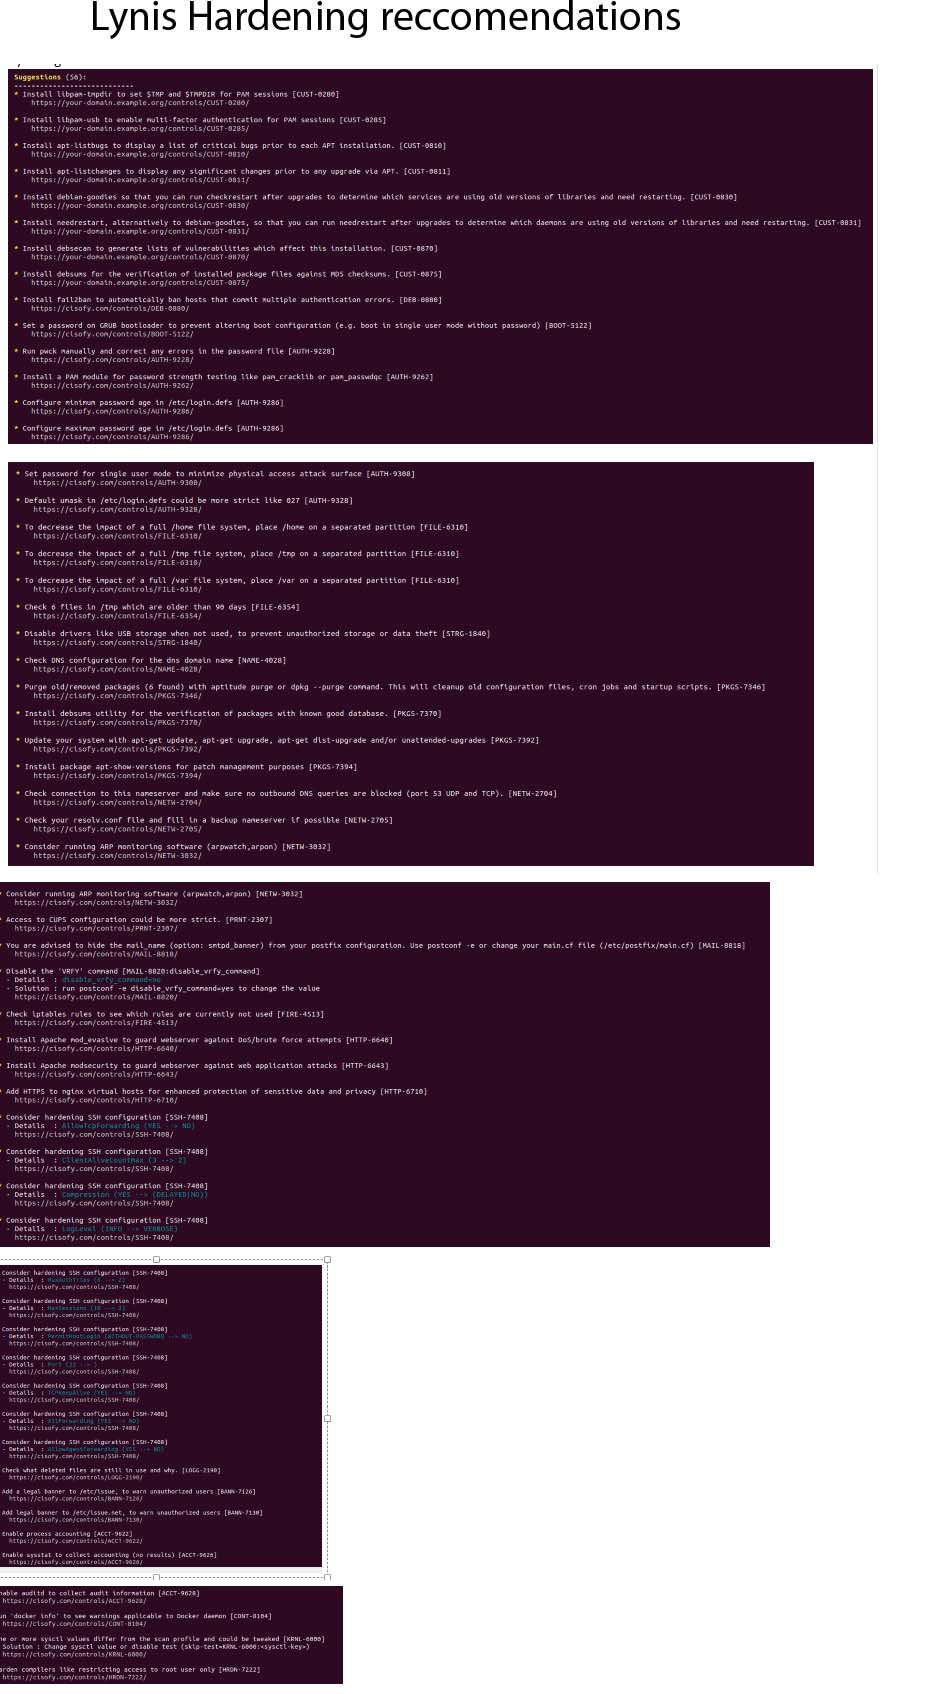 Lynis Hardening reccomendations
Suggestions (56):
----------------------------
* Install libpam-tmpdir to set $TMP and $TMPDIR for PAM sessions [CUST-0280]
https://your-domain.example.org/controls/CUST-0280/
* Install libpam-usb to enable multi-factor authentication for PAM sessions [CUST-0285]
https://your-domain.example.org/controls/CUST-0285/
* Install apt-listbugs to display a list of critical bugs prior to each APT installation. [CUST-0810]
https://your-domain.example.org/controls/CUST-0810/
* Install apt-listchanges to display any significant changes prior to any upgrade via APT. [CUST-0811]
https://your-domain.example.org/controls/CUST-0811/
* Install debian-goodies so that you can run checkrestart after upgrades to determine which services are using old versions of libraries and need restarting. [CUST-0830]
https://your-domain.example.org/controls/CUST-0830/
* Install needrestart, alternatively to debian-goodies, so that you can run needrestart after upgrades to determine which daemons are using old versions of libraries and need restarting. [CUST-0831]
https://your-domain.example.org/controls/CUST-0831/
* Install debsecan to generate lists of vulnerabilities which affect this installation. [CUST-0870]
https://your-domain.example.org/controls/CUST-0870/
* Install debsums for the verification of installed package files against MD5 checksums. [CUST-0875]
https://your-domain.example.org/controls/CUST-0875/
* Install fail2ban to automatically ban hosts that commit multiple authentication errors. [DEB-0880]
https://cisofy.com/controls/DEB-0880/
* Set a password on GRUB bootloader to prevent altering boot configuration (e.g. boot in single user mode without password) [BOOT-5122]
https://cisofy.com/controls/BOOT-5122/
* Run pwck manually and correct any errors in the password file [AUTH-9228]
https://cisofy.com/controls/AUTH-9228/
* Install a PAM module for password strength testing like pam_cracklib or pam_passwdqc [AUTH-9262]
https://cisofy.com/controls/AUTH-9262/
* Configure minimum password age in /etc/login.defs [AUTH-9286]
https://cisofy.com/controls/AUTH-9286/
* Configure maximum password age in /etc/login.defs [AUTH-9286]
https://cisofy.com/controls/AUTH-9286/
* Set password for single user mode to minimize physical access attack surface [AUTH-9308]
https://cisofy.com/controls/AUTH-9308/
* Default umask in /etc/login.defs could be more strict like 027 [AUTH-9328]
https://cisofy.com/controls/AUTH-9328/
* To decrease the impact of a full /home file system, place /home on a separated partition [FILE-6310]
https://cisofy.com/controls/FILE-6310/
* To decrease the impact of a full /tmp file system, place /tmp on a separated partition [FILE-6310]
https://cisofy.com/controls/FILE-6310/
* To decrease the impact of a full /var file system, place /var on a separated partition [FILE-6310]
https://cisofy.com/controls/FILE-6310/
* Check 6 files in /tmp which are older than 90 days [FILE-6354]
https://cisofy.com/controls/FILE-6354/
* Disable drivers like USB storage when not used, to prevent unauthorized storage or data theft [STRG-1840]
https://cisofy.com/controls/STRG-1840/
* Check DNS configuration for the dns domain name [NAME-4028]
https://cisofy.com/controls/NAME-4028/
* Purge old/removed packages (6 found) with aptitude purge or dpkg --purge command. This will cleanup old configuration files, cron jobs and startup scripts. [PKGS-7346]
https://cisofy.com/controls/PKGS-7346/
* Install debsums utility for the verification of packages with known good database. [PKGS-7370]
https://cisofy.com/controls/PKGS-7370/
* Update your system with apt-get update, apt-get upgrade, apt-get dist-upgrade and/or unattended-upgrades [PKGS-7392]
https://cisofy.com/controls/PKGS-7392/
* Install package apt-show-versions for patch management purposes [PKGS-7394]
https://cisofy.com/controls/PKGS-7394/
* Check connection to this nameserver and make sure no outbound DNS queries are blocked (port 53 UDP and TCP). [NETW-2704]
https://cisofy.com/controls/NETW-2704/
* Check your resolv.conf file and fill in a backup nameserver if possible [NETW-2705]
https://cisofy.com/controls/NETW-2705/
* Consider running ARP monitoring software (arpwatch,arpon) [NETW-3032]
https://cisofy.com/controls/NETW-3032/
* Consider running ARP monitoring software (arpwatch,arpon) [NETW-3032]
https://cisofy.com/controls/NETW-3032/
* Access to CUPS configuration could be more strict. [PRNT-2307]
https://cisofy.com/controls/PRNT-2307/
* You are advised to hide the mail_name (option: smtpd_banner) from your postfix configuration. Use postconf -e or change your main.cf file (/etc/postfix/main.cf) [MAIL-8818]
https://cisofy.com/controls/MAIL-8818/
* Disable the 'VRFY' command [MAIL-8820:disable_vrfy_command]
- Details : disable_vrfy_command=no
- Solution : run postconf -e disable_vrfy_command=yes to change the value
https://cisofy.com/controls/MAIL-8820/
* Check iptables rules to see which rules are currently not used [FIRE-4513]
https://cisofy.com/controls/FIRE-4513/
* Install Apache mod_evasive to guard webserver against DoS/brute force attempts [HTTP-6640]
https://cisofy.com/controls/HTTP-6640/
* Install Apache modsecurity to guard webserver against web application attacks [HTTP-6643]
https://cisofy.com/controls/HTTP-6643/
* Add HTTPS to nginx virtual hosts for enhanced protection of sensitive data and privacy [HTTP-6710]
https://cisofy.com/controls/HTTP-6710/
* Consider hardening SSH configuration [SSH-7408]
- Details : AllowTcpForwarding (YES --> NO)
https://cisofy.com/controls/SSH-7408/
* Consider hardening SSH configuration [SSH-7408]
- Details : ClientAliveCountMax (3 --> 2)
https://cisofy.com/controls/SSH-7408/
* Consider hardening SSH configuration [SSH-7408]
- Details : Compression (YES --> (DELAYED|NO))
https://cisofy.com/controls/SSH-7408/
* Consider hardening SSH configuration [SSH-7408]
- Details : LogLevel (INFO --> VERBOSE)
https://cisofy.com/controls/SSH-7408/
Consider hardening SSH configuration [SSH-7408]
- Details : MaxAuthTries (6 --> 2)
https://cisofy.com/controls/SSH-7408/
Consider hardening SSH configuration [SSH-7408]
- Details : MaxSessions (10 --> 2)
https://cisofy.com/controls/SSH-7408/
Consider hardening SSH configuration [SSH-7408]
- Details : PermitRootLogin (WITHOUT-PASSWORD --> NO)
https://cisofy.com/controls/SSH-7408/
Consider hardening SSH configuration [SSH-7408]
- Details : Port (22 --> )
https://cisofy.com/controls/SSH-7408/
Consider hardening SSH configuration [SSH-7408]
- Details : TCPKeepAlive (YES --> NO)
https://cisofy.com/controls/SSH-7408/
Consider hardening SSH configuration [SSH-7408]
- Details : X11Forwarding (YES --> NO)
https://cisofy.com/controls/SSH-7408/
Consider hardening SSH configuration [SSH-7408]
- Details : AllowAgentForwarding (YES --> NO)
https://cisofy.com/controls/SSH-7408/
Check what deleted files are still in use and why. [LOGG-2190]
https://cisofy.com/controls/LOGG-2190/
Add a legal banner to /etc/issue, to warn unauthorized users [BANN-7126]
https://cisofy.com/controls/BANN-7126/
Add legal banner to /etc/issue.net, to warn unauthorized users [BANN-7130]
https://cisofy.com/controls/BANN-7130/
Enable process accounting [ACCT-9622]
https://cisofy.com/controls/ACCT-9622/
Enable sysstat to collect accounting (no results) [ACCT-9626]
https://cisofy.com/controls/ACCT-9626/
nable auditd to collect audit information [ACCT-9628]
https://cisofy.com/controls/ACCT-9628/
un 'docker info' to see warnings applicable to Docker daemon [CONT-8104]
https://cisofy.com/controls/CONT-8104/
ne or more sysctl values differ from the scan profile and could be tweaked [KRNL-6000]
Solution : Change sysctl value or disable test (skip-test=KRNL-6000:<sysctl-key>)
https://cisofy.com/controls/KRNL-6000/
arden compilers like restricting access to root user only [HRDN-7222]
https://cisofy.com/controls/HRDN-7222/